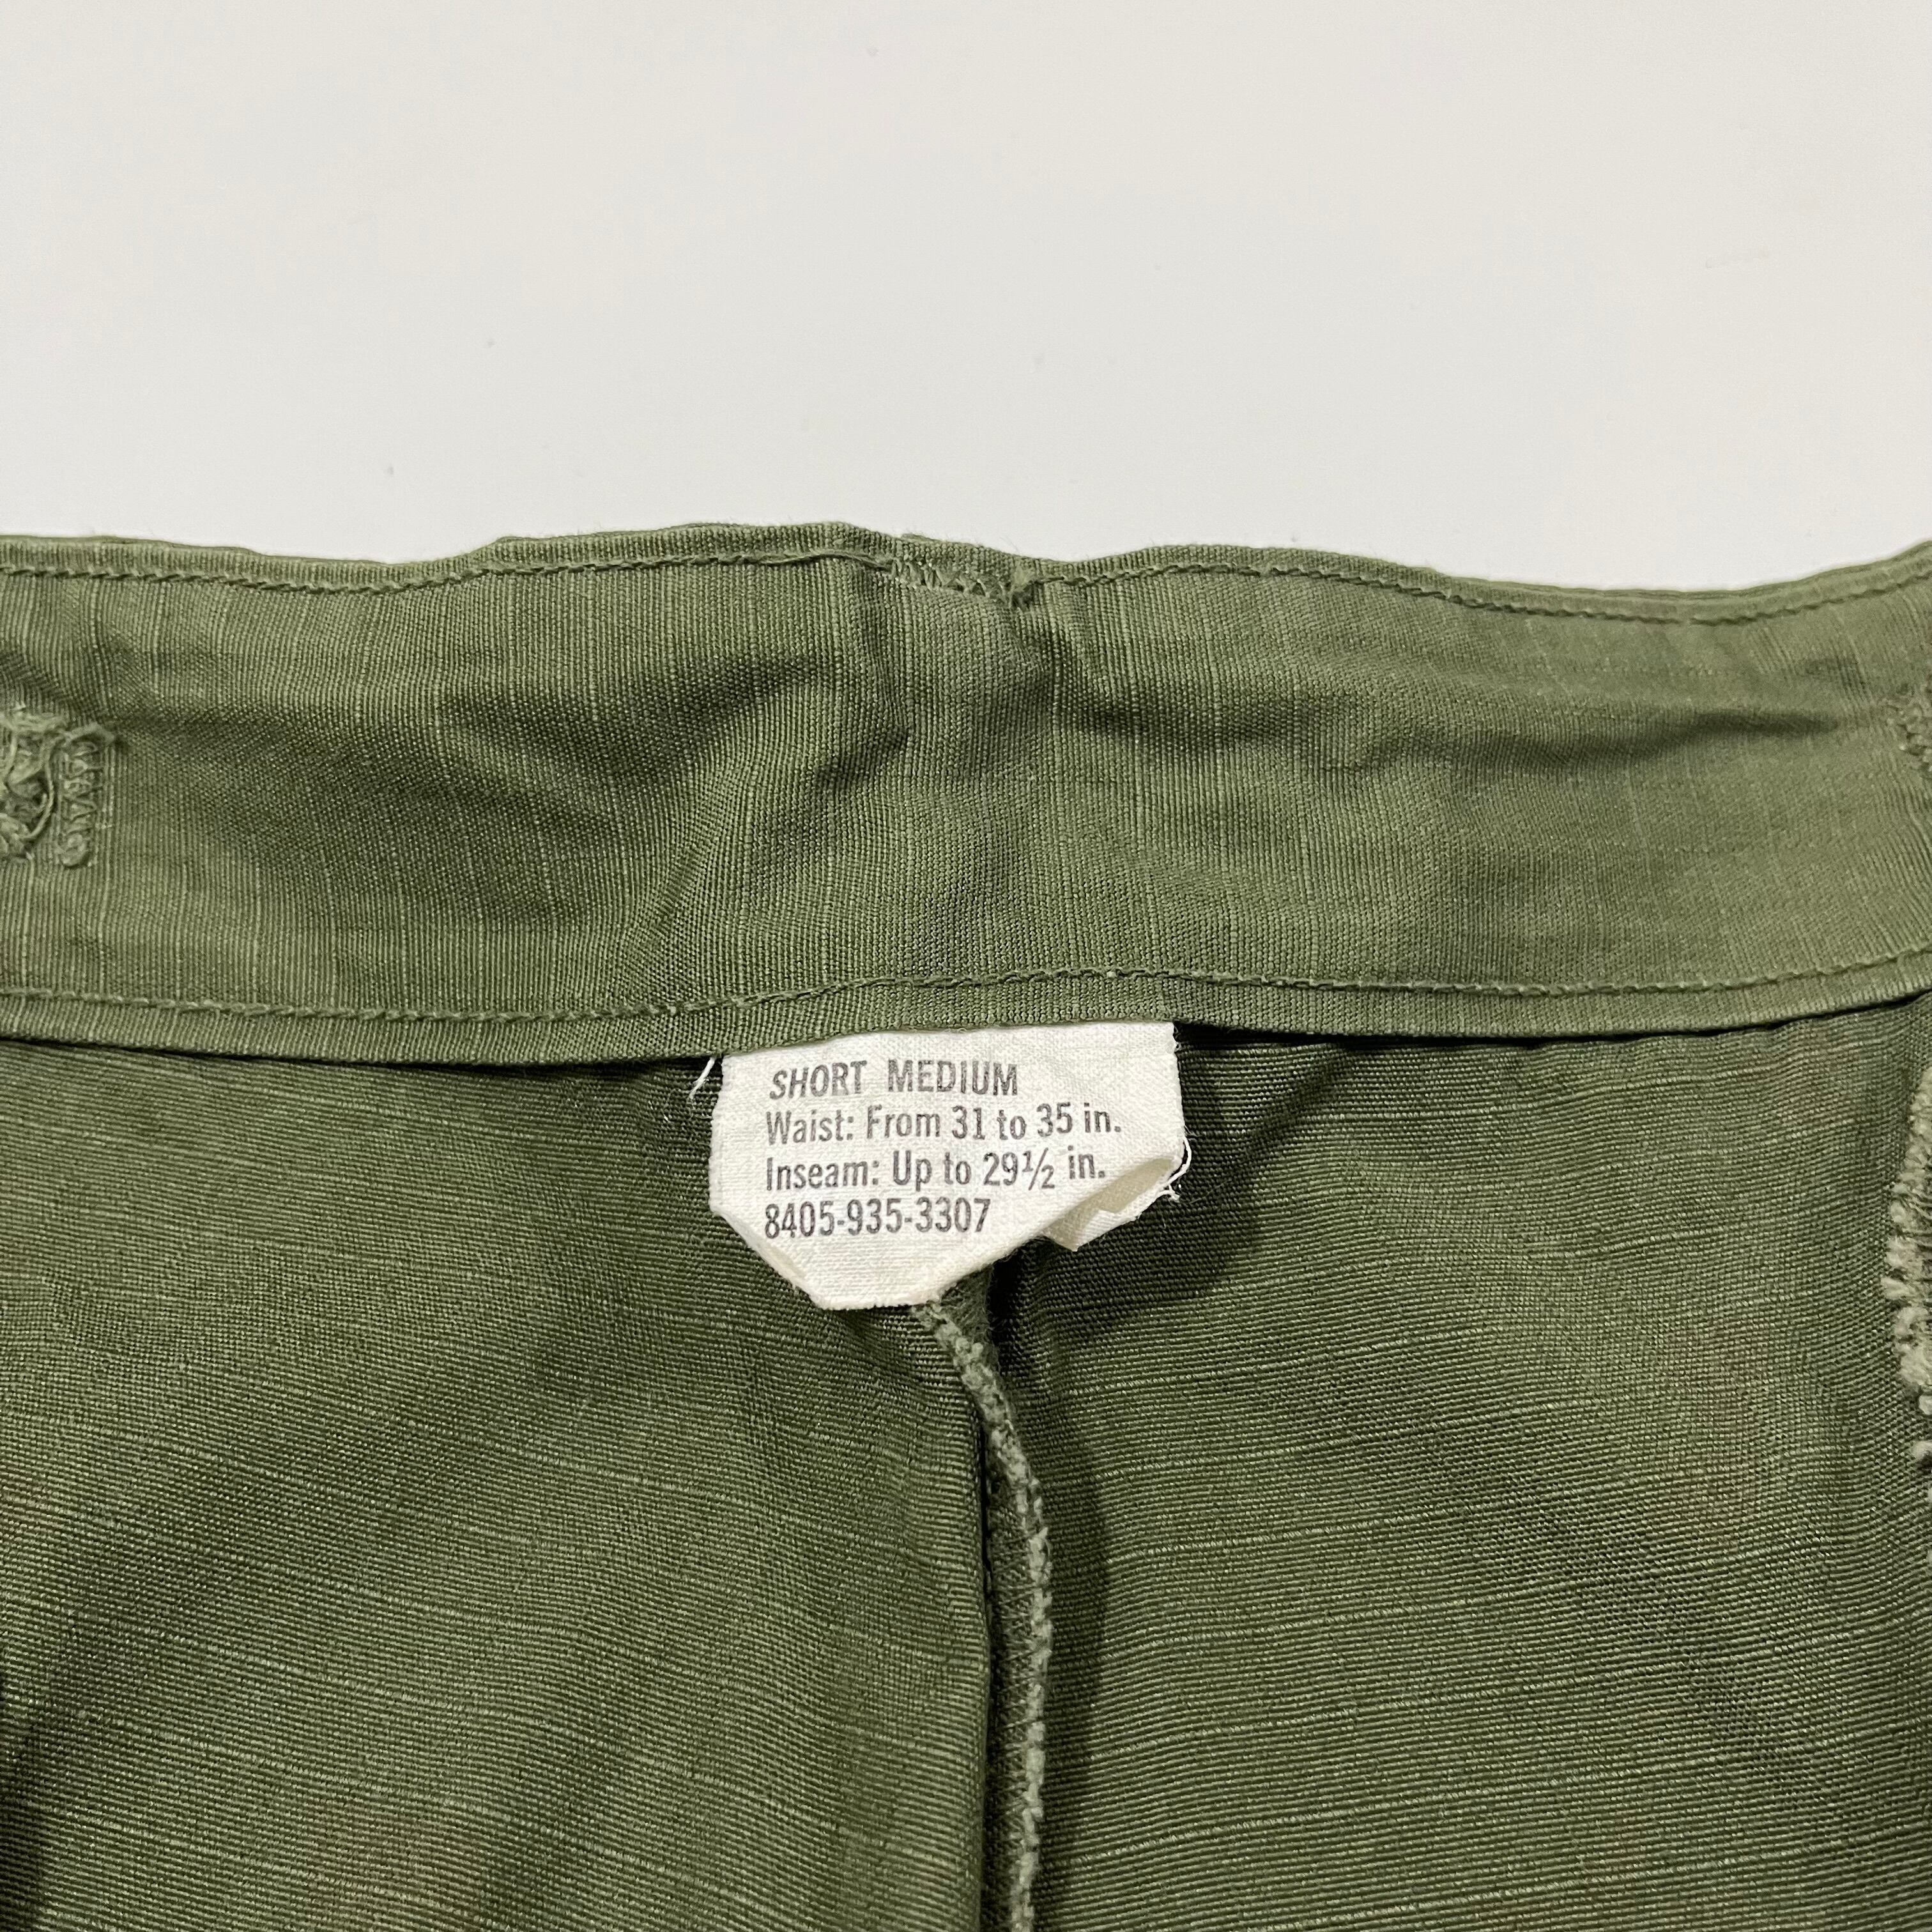 SHORT MEDIUM
Waist: From 31 to 35 in.
Inseam: Up to 29½ in.
8405-935-3307